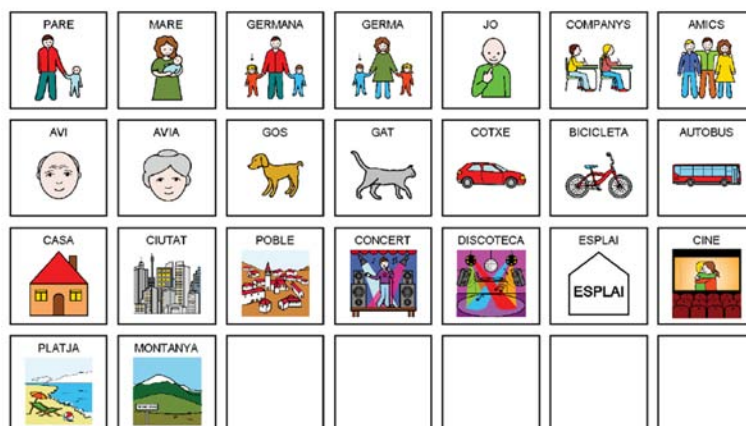 PARE
MARE
GERMANA
GERMA
JO
COMPANYS
AMICS
AVI
AVIA
GOS
GAT
COTXE
BICICLETA
AUTOBUS
CASA
CIUTAT
POBLE
CONCERT
DISCOTECA
ESPLAI
ESPLAI
CINE
PLATJA
MONTANYA